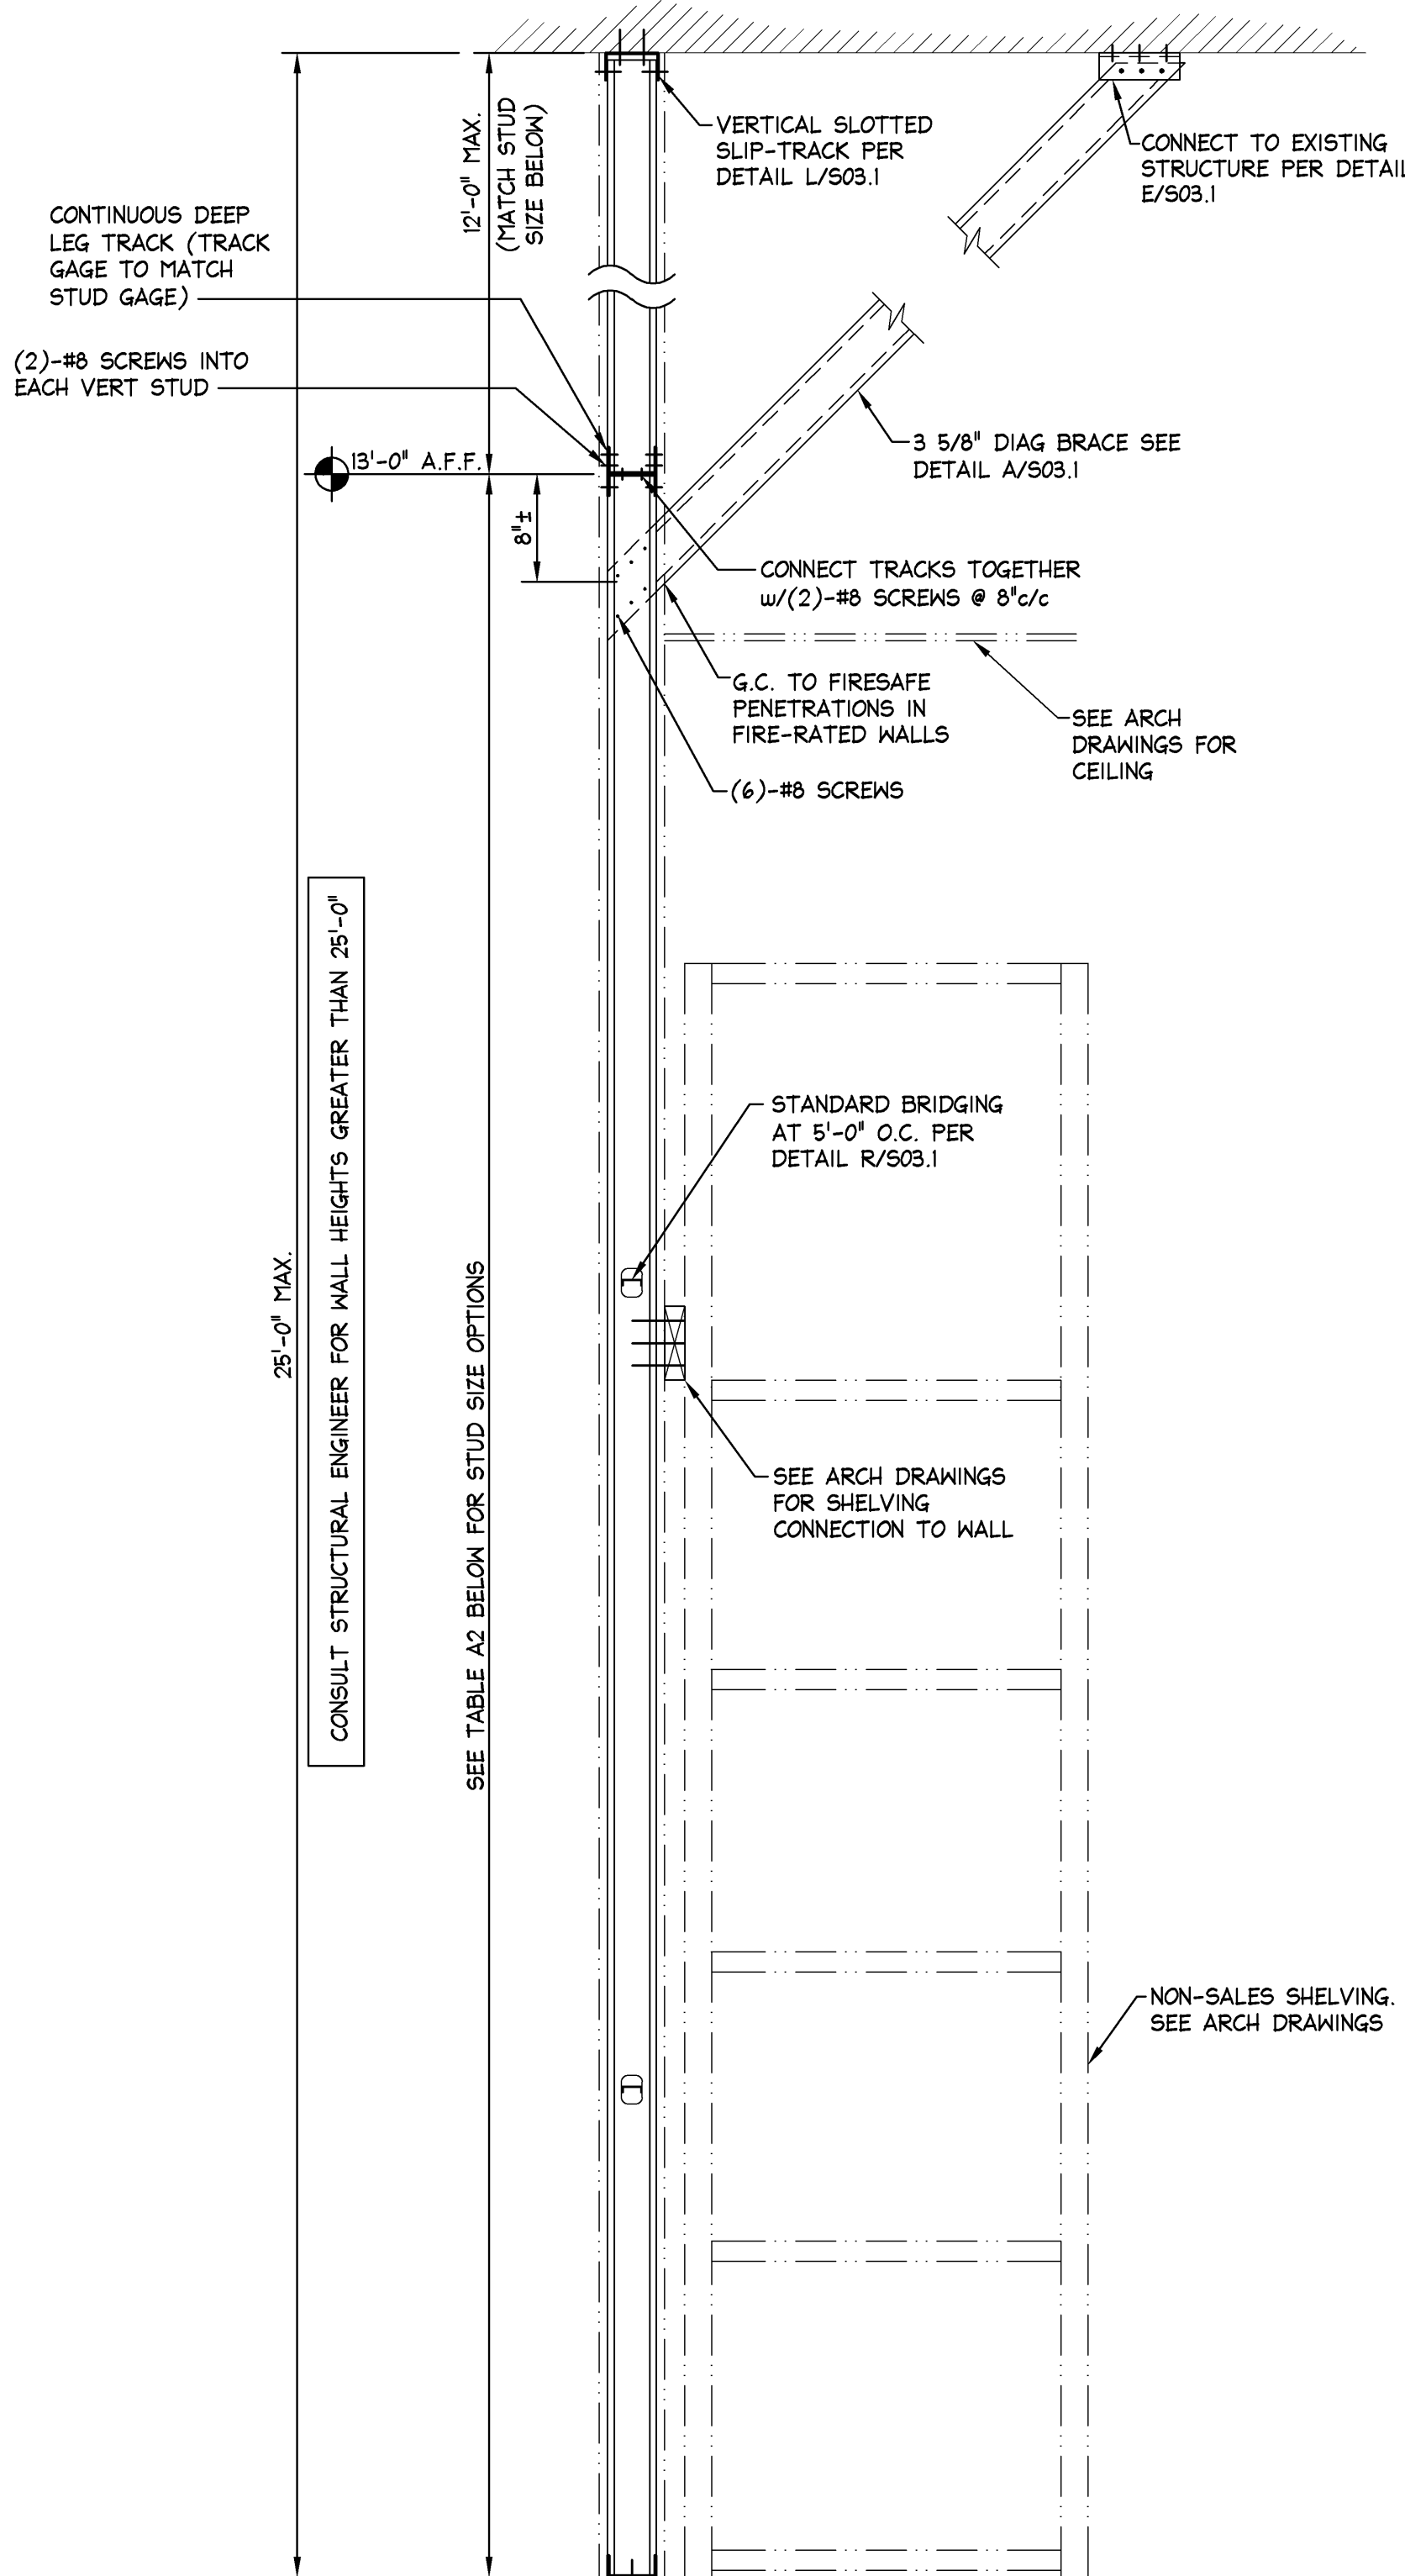 12'-0" MAX.
(MATCH STUD
SIZE BELOW)
VERTICAL SLOTTED
SLIP-TRACK PER
DETAIL L/S03.1
CONNECT TO EXISTING
STRUCTURE PER DETAIL
E/S03.1
CONTINUOUS DEEP
LEG TRACK (TRACK
GAGE TO MATCH
STUD GAGE)
(2)-#8 SCREWS INTO
EACH VERT STUD
3 5/8" DIAG BRACE SEE
DETAIL A/S03.1
13'-0" A.F.F.
8"±
CONNECT TRACKS TOGETHER
w/(2)-#8 SCREWS @ 8"c/c
G.C. TO FIRESAFE
PENETRATIONS IN
FIRE-RATED WALLS
SEE ARCH
DRAWINGS FOR
CEILING
(6)-#8 SCREWS
25'-0" MAX.
CONSULT STRUCTURAL ENGINEER FOR WALL HEIGHTS GREATER THAN 25'-0"
SEE TABLE A2 BELOW FOR STUD SIZE OPTIONS
STANDARD BRIDGING
AT 5'-0" O.C. PER
DETAIL R/S03.1
SEE ARCH DRAWINGS
FOR SHELVING
CONNECTION TO WALL
NON-SALES SHELVING.
SEE ARCH DRAWINGS